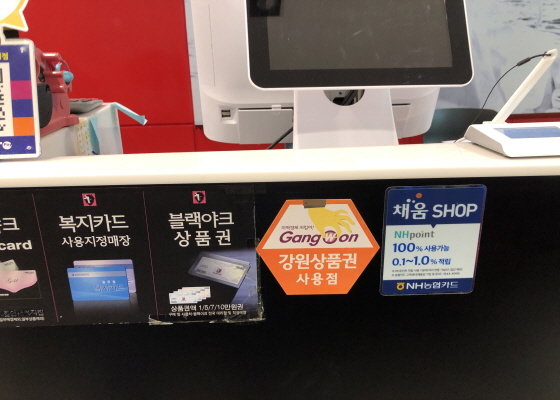 크
card
복지카드
사용지정매장
블랙야크
상품권
상품권액 1/5/7/10만원권
Gangwon
강원상품권
사용점
채움 SHOP
NHpoint
100% 사용가능
0.1~1.0% 적립
NH농협카드